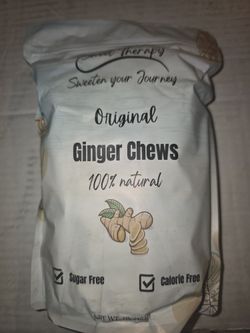 Therapy
Sweeten your Journey
Original
Ginger Chews
100% natural
Sugar Free
Calorie Free